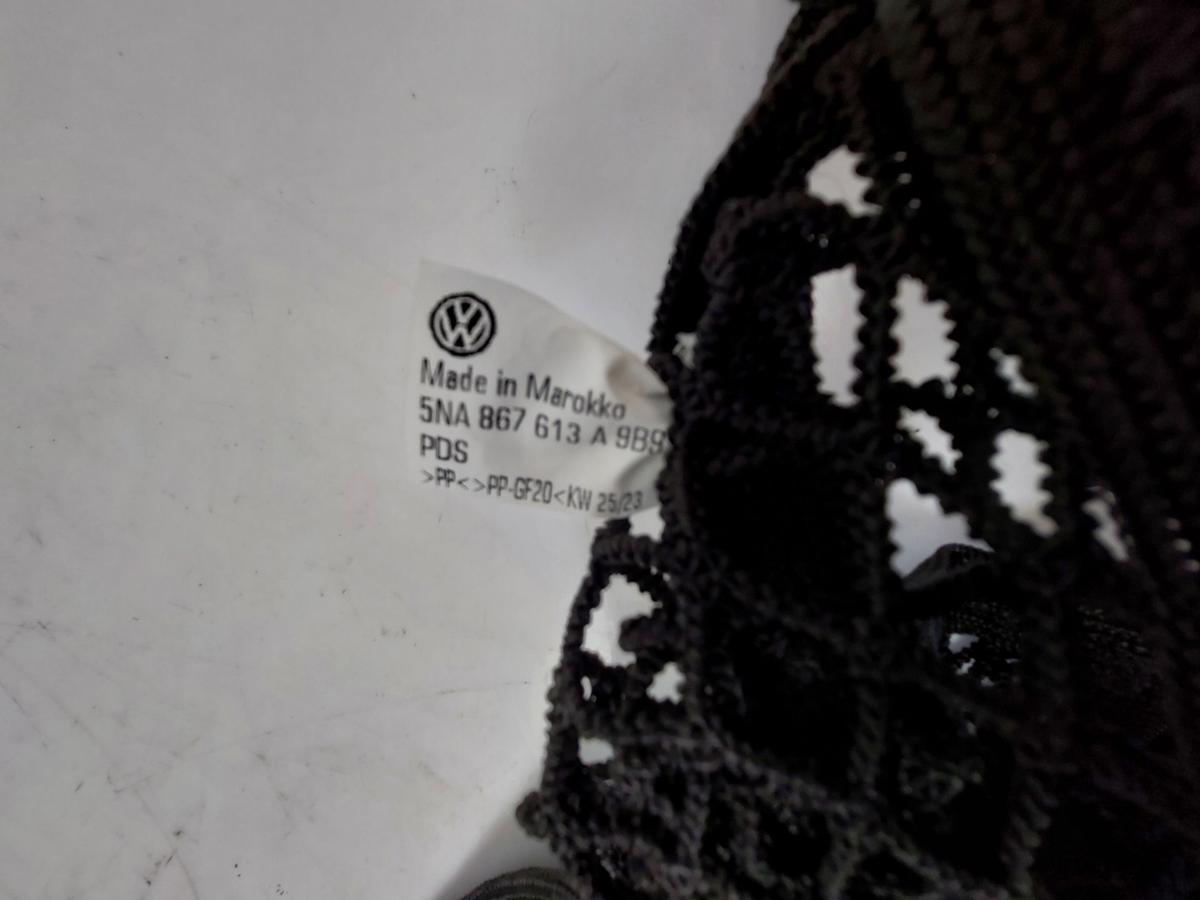 Made in Marokko
5NA 867 613 A 9B9
PDS
>PP<>PP-GF20<KW 25/23